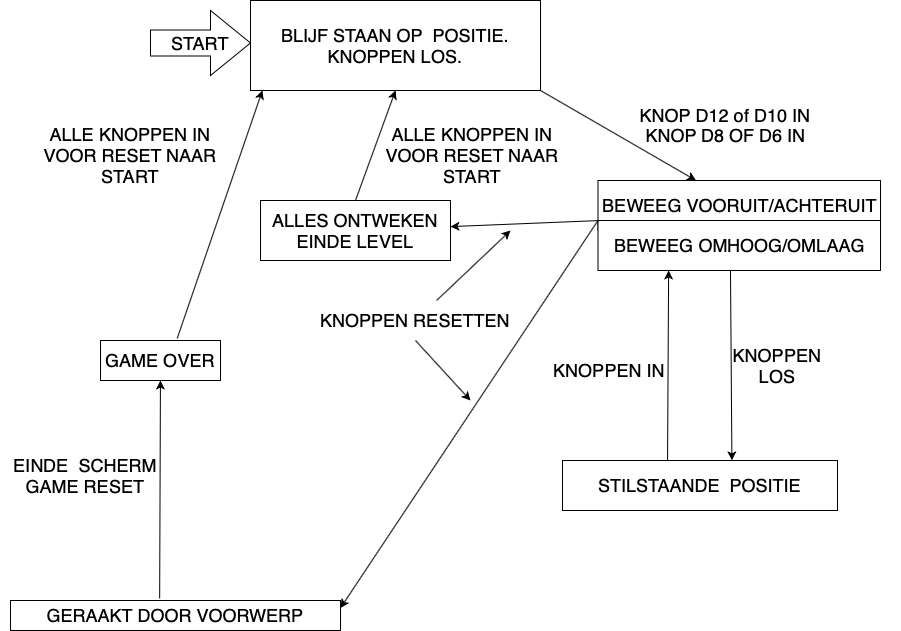 START
BLIJF STAAN OP POSITIE.
KNOPPEN LOS.
ALLE KNOPPEN IN
VOOR RESET NAAR
START
ALLE KNOPPEN IN
VOOR RESET NAAR
START
KNOP D12 of D10 IN
KNOP D8 OF D6 IN
ALLES ONTWEKEN
EINDE LEVEL
BEWEEG VOORUIT/ACHTERUIT
BEWEEG OMHOOG/OMLAAG
KNOPPEN RESETTEN
GAME OVER
KNOPPEN IN
KNOPPEN
LOS
EINDE SCHERM
GAME RESET
STILSTAANDE POSITIE
GERAAKT DOOR VOORWERP